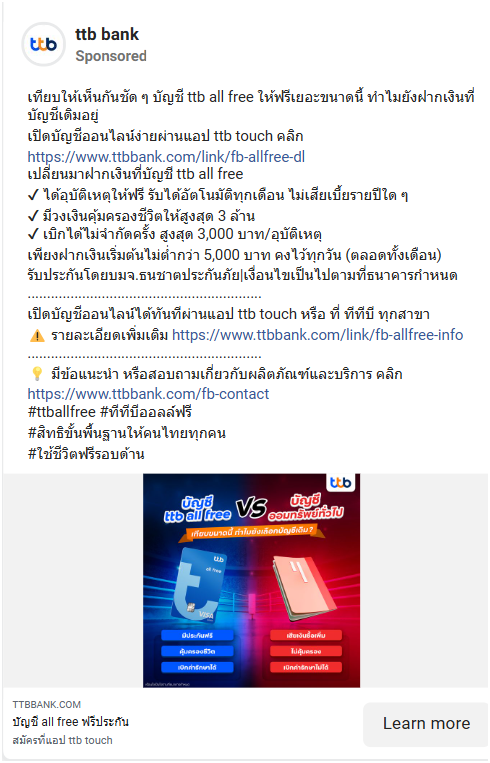 ttb bank
Sponsored
เทียบให้เห็นกันชัด ๆ บัญชี ttb all free ให้ฟรีเยอะขนาดนี้ ทำไมยังฝากเงินที่
บัญชีเดิมอยู่
เปิดบัญชีออนไลน์ง่ายผ่านแอป ttb touch คลิก
https://www.ttbbank.com/link/fb-allfree-dl
เปลี่ยนมาฝากเงินที่บัญชี ttb all free
✓ ได้อุบัติเหตุให้ฟรี รับได้อัตโนมัติทุกเดือน ไม่เสียเบี้ยรายปีใด ๆ
✓ มีวงเงินคุ้มครองชีวิตให้สูงสุด 3 ล้าน
✓ เบิกได้ไม่จำกัดครั้ง สูงสุด 3,000 บาท/อุบัติเหตุ
เพียงฝากเงินเริ่มต้นไม่ต่ำกว่า 5,000 บาท คงไว้ทุกวัน (ตลอดทั้งเดือน)
รับประกันโดยบมจ.ธนชาตประกันภัย|เงื่อนไขเป็นไปตามที่ธนาคารกำหนด
............................................................
เปิดบัญชีออนไลน์ได้ทันทีผ่านแอป ttb touch หรือ ที่ ทีทีบี ทุกสาขา
⚠️ รายละเอียดเพิ่มเติม https://www.ttbbank.com/link/fb-allfree-info
............................................................
💡 มีข้อแนะนำ หรือสอบถามเกี่ยวกับผลิตภัณฑ์และบริการ คลิก
https://www.ttbbank.com/fb-contact
#ttballfree #ทีทีบีออลล์ฟรี
#สิทธิขั้นพื้นฐานให้คนไทยทุกคน
#ใช้ชีวิตฟรีรอบด้าน
ttb
บัญชี ttb all free VS บัญชี ออมทรัพย์ทั่วไป
เทียบขนาดนี้ ทำไมยังเลือกบัญชีเดิม?
ttb
all free
VISA
มีประกันฟรี
เสียเงินซื้อเพิ่ม
คุ้มครองชีวิต
ไม่คุ้มครอง
เบิกค่ารักษาได้
เบิกค่ารักษาไม่ได้
TTBBANK.COM
บัญชี all free ฟรีประกัน
สมัครที่แอป ttb touch
Learn more